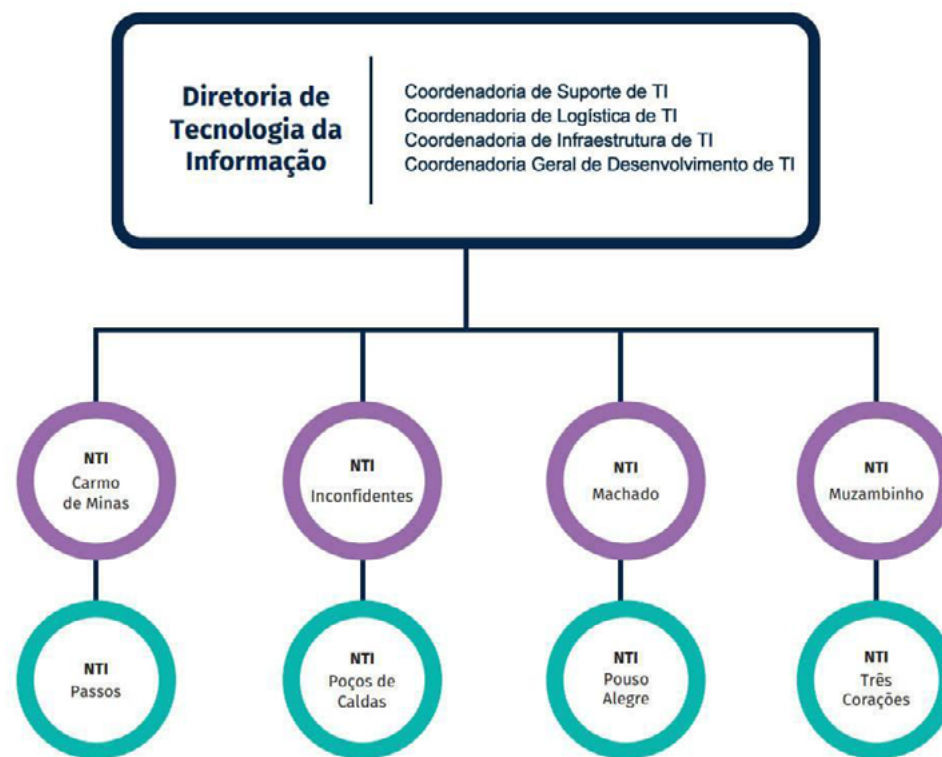 Diretoria de
Tecnologia da
Informação
Coordenadoria de Suporte de TI
Coordenadoria de Logística de TI
Coordenadoria de Infraestrutura de TI
Coordenadoria Geral de Desenvolvimento de TI
NTI
Carmo
de Minas
NTI
Inconfidentes
NTI
Machado
NTI
Muzambinho
NTI
Passos
NTI
Poços de
Caldas
NTI
Pouso
Alegre
NTI
Três
Corações